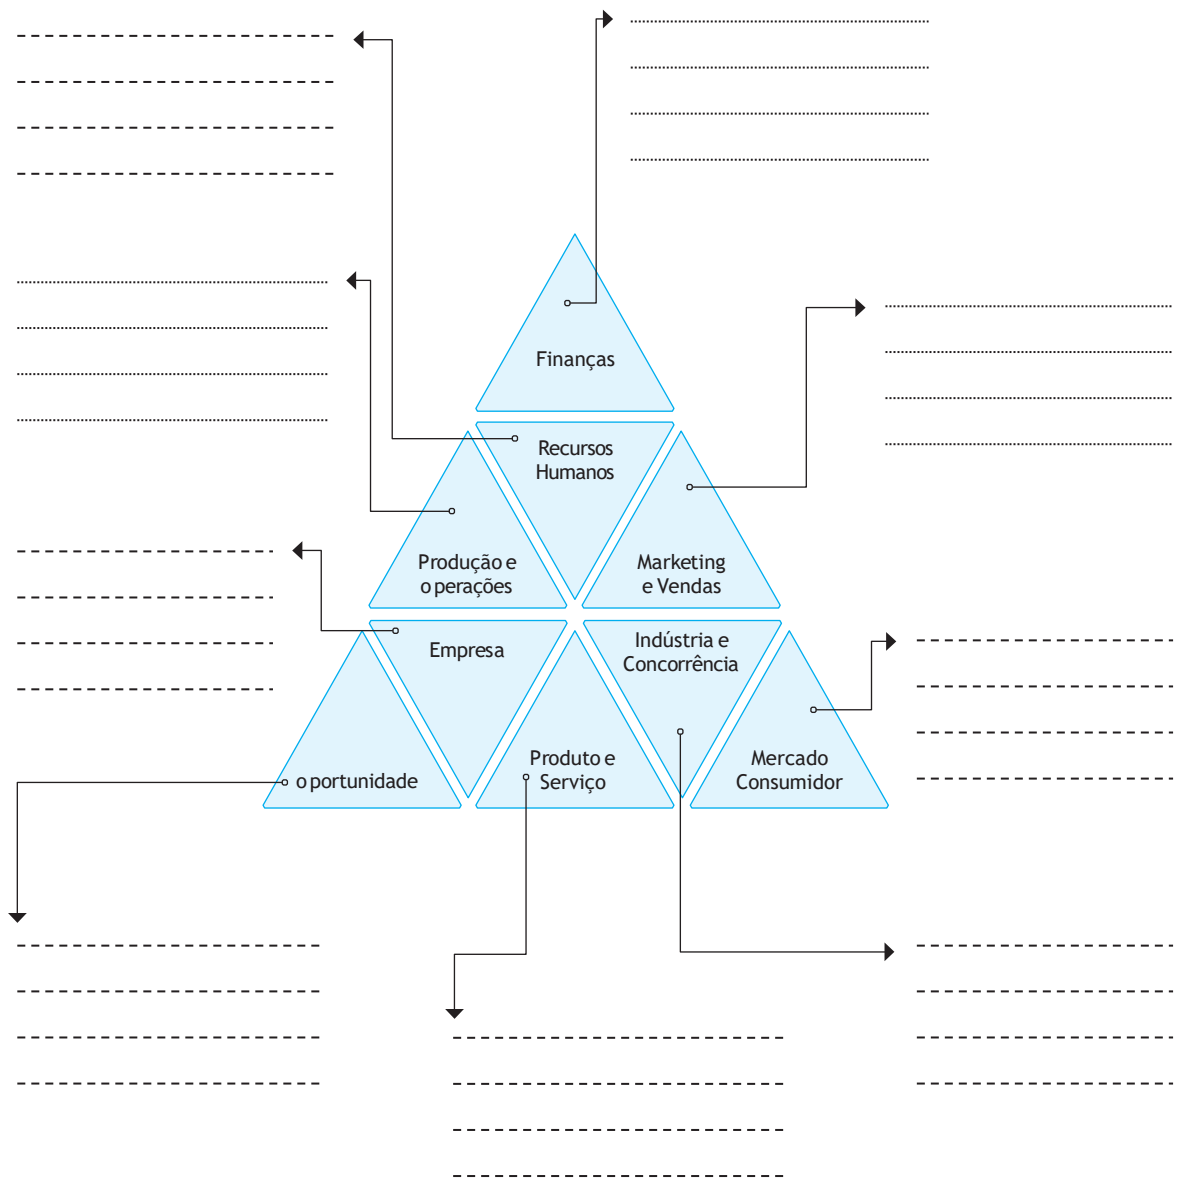 Finanças
Recursos
Humanos
Produção e
o perações
Marketing
e Vendas
Empresa
Indústria e
Concorrência
o portunidade
Produto e
Serviço
Mercado
Consumidor